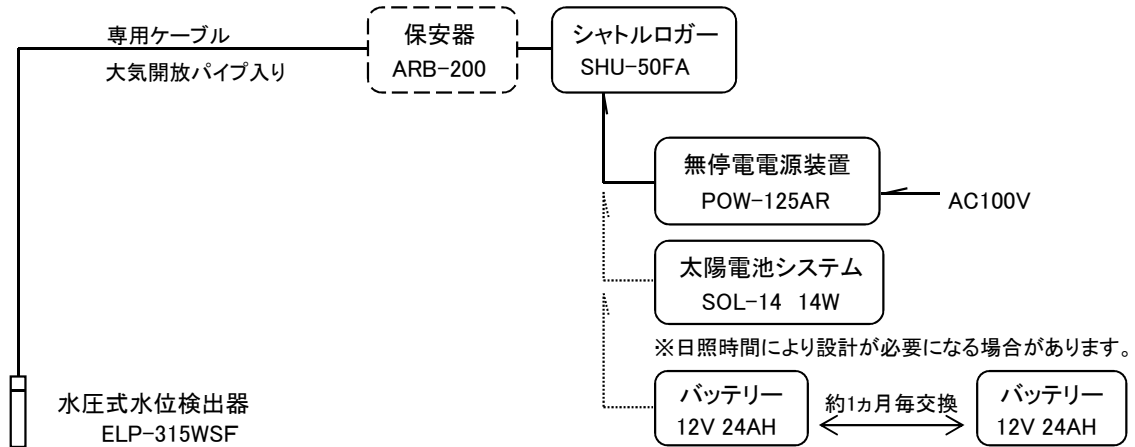 専用ケーブル
大気開放パイプ入り
保安器
ARB-200
シャトルロガー
SHU-50FA
無停電電源装置
POW-125AR
AC100V
太陽電池システム
SOL-14 14W
※日照時間により設計が必要になる場合があります。
水圧式水位検出器
ELP-315WSF
バッテリー
12V 24AH
約1ヵ月毎交換
バッテリー
12V 24AH